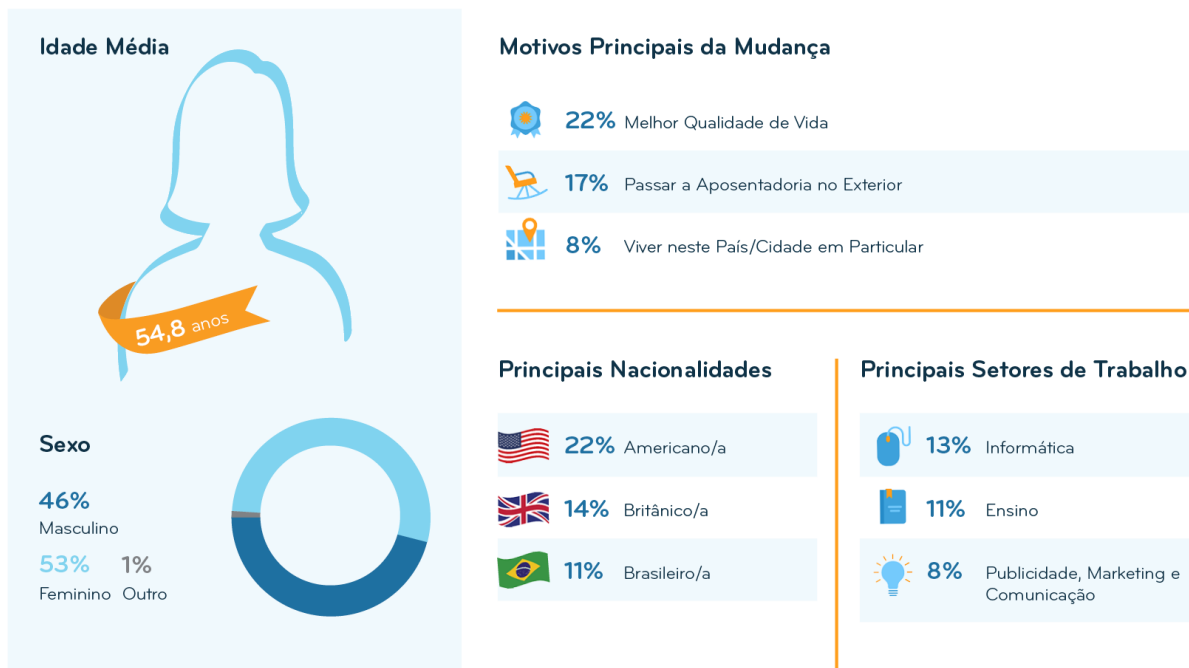 Idade Média
54,8 anos
Sexo
46%
Masculino
53% 1%
Feminino Outro
Motivos Principais da Mudança
22% Melhor Qualidade de Vida
17% Passar a Aposentadoria no Exterior
8% Viver neste País/Cidade em Particular
Principais Nacionalidades
22% Americano/a
14% Britânico/a
11% Brasileiro/a
Principais Setores de Trabalho
13% Informática
11% Ensino
8% Publicidade, Marketing e
Comunicação